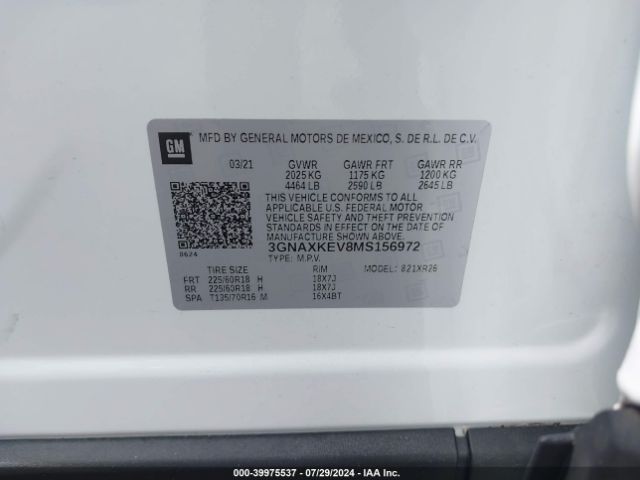 GM
MFD BY GENERAL MOTORS DE MEXICO, S. DE R.L. DE C.V.
03/21 GVWR GAWR FRT GAWR RR
2025 KG 1175 KG 1200 KG
4464 LB 2590 LB 2645 LB
THIS VEHICLE CONFORMS TO ALL
APPLICABLE U.S. FEDERAL MOTOR
VEHICLE SAFETY AND THEFT PREVENTION
STANDARDS IN EFFECT ON THE DATE
OF MANUFACTURE SHOWN ABOVE.
8624
3GNAXKEV8MS156972
TYPE: M.P.V. MODEL: 821XR26
TIRE SIZE RIM
FRT 225/60R18 H 18X7J
RR 225/60R18 H 18X7J
SPA T135/70R16 M 16X4BT
000-39975537 - 07/29/2024 - IAA Inc.